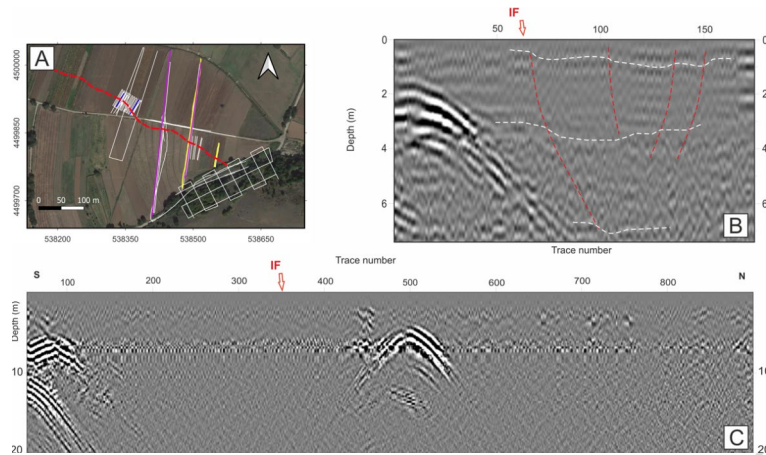 A
4500000
4499850
4499700
0 50 100 m
538200 538350 538500 538650
IF
50 100 150
0 0
2 2
4 4
6 6
Depth (m)
B
Trace number
Trace number
IF
S N
100 200 300 400 500 600 700 800
Depth (m)
10 10
20 20
C